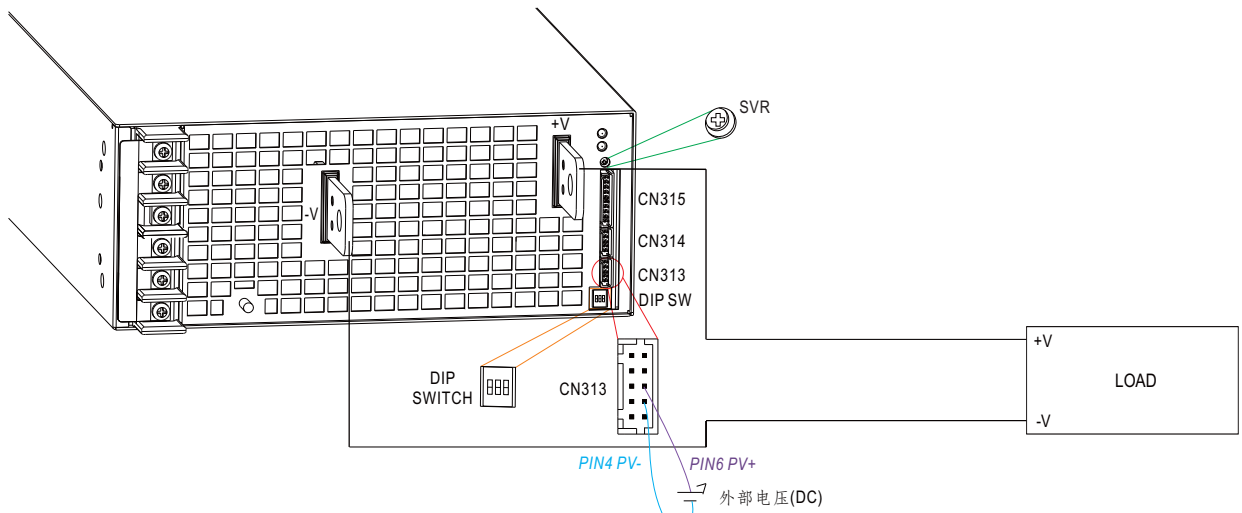 SVR
+V
CN315
-V
CN314
CN313
DIP SW
+V
LOAD
DIP
SWITCH
CN313
-V
PIN4 PV-
PIN6 PV+
外部电压(DC)